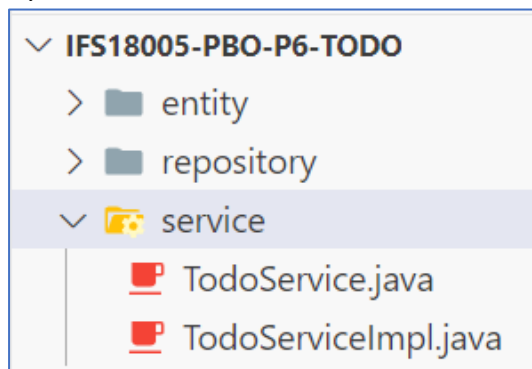 IFS18005-PBO-P6-TODO
entity
repository
service
TodoService.java
TodoServiceImpl.java